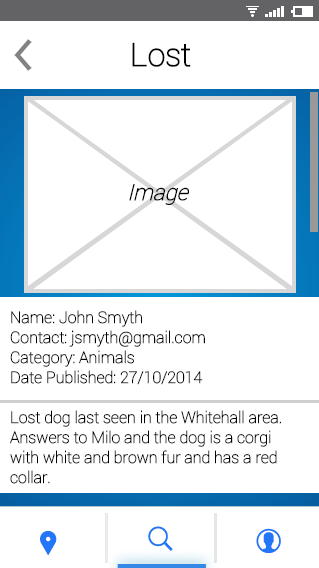 Lost
Image
Name: John Smyth
Contact: jsmyth@gmail.com
Category: Animals
Date Published: 27/10/2014
Lost dog last seen in the Whitehall area.
Answers to Milo and the dog is a corgi
with white and brown fur and has a red
collar.